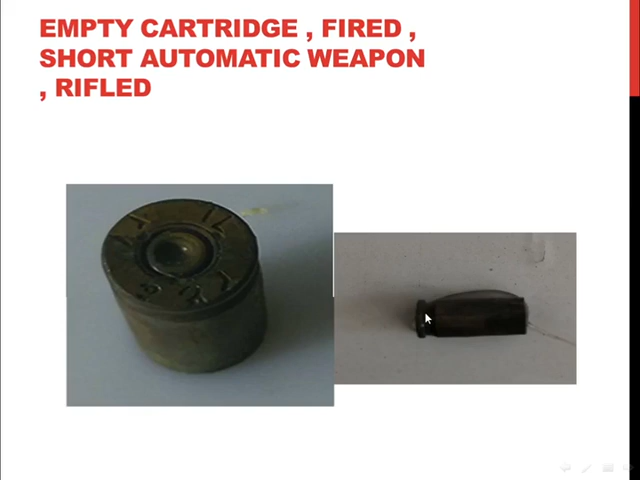 EMPTY CARTRIDGE , FIRED ,
SHORT AUTOMATIC WEAPON
, RIFLED